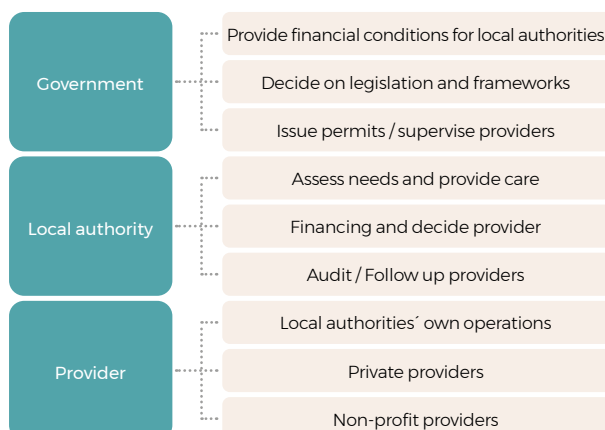 Government
Provide financial conditions for local authorities
Decide on legislation and frameworks
Issue permits / supervise providers
Local authority
Assess needs and provide care
Financing and decide provider
Audit / Follow up providers
Provider
Local authorities´ own operations
Private providers
Non-profit providers